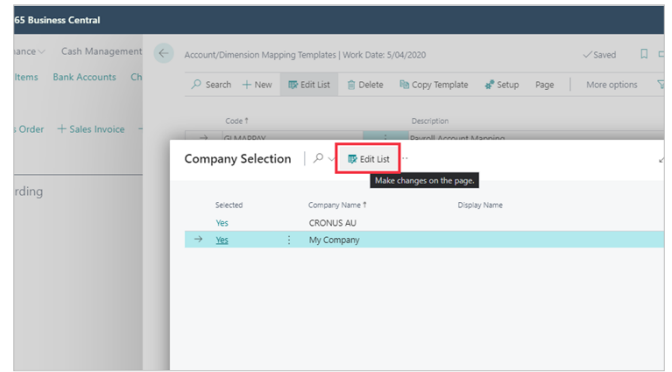 65 Business Central
ance Cash Management
Items Bank Accounts Ch
s Order + Sales Invoice
rding
Account/Dimension Mapping Templates | Work Date: 5/04/2020
✓ Saved
Search + New Edit List Delete Copy Template Setup Page More options
Code ↑ Description
→ GLMAPPAY Payroll Account Mapping
Company Selection Edit List ...
Make changes on the page.
Selected Company Name ↑ Display Name
Yes CRONUS AU
→ Yes My Company